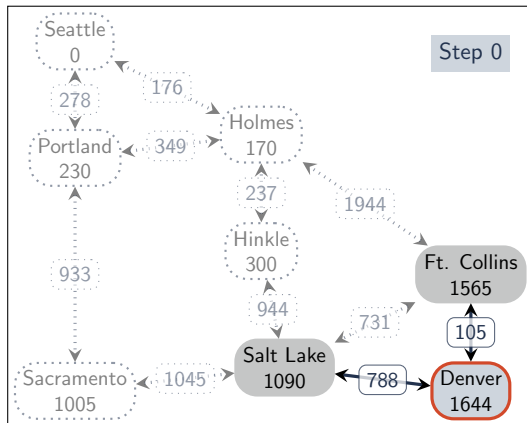 Seattle
0
Step 0
278
176
Holmes
170
Portland
230
349
237
1944
Hinkle
300
Ft. Collins
1565
933
944
731
105
Salt Lake
1090
Sacramento
1005
1045
788
Denver
1644